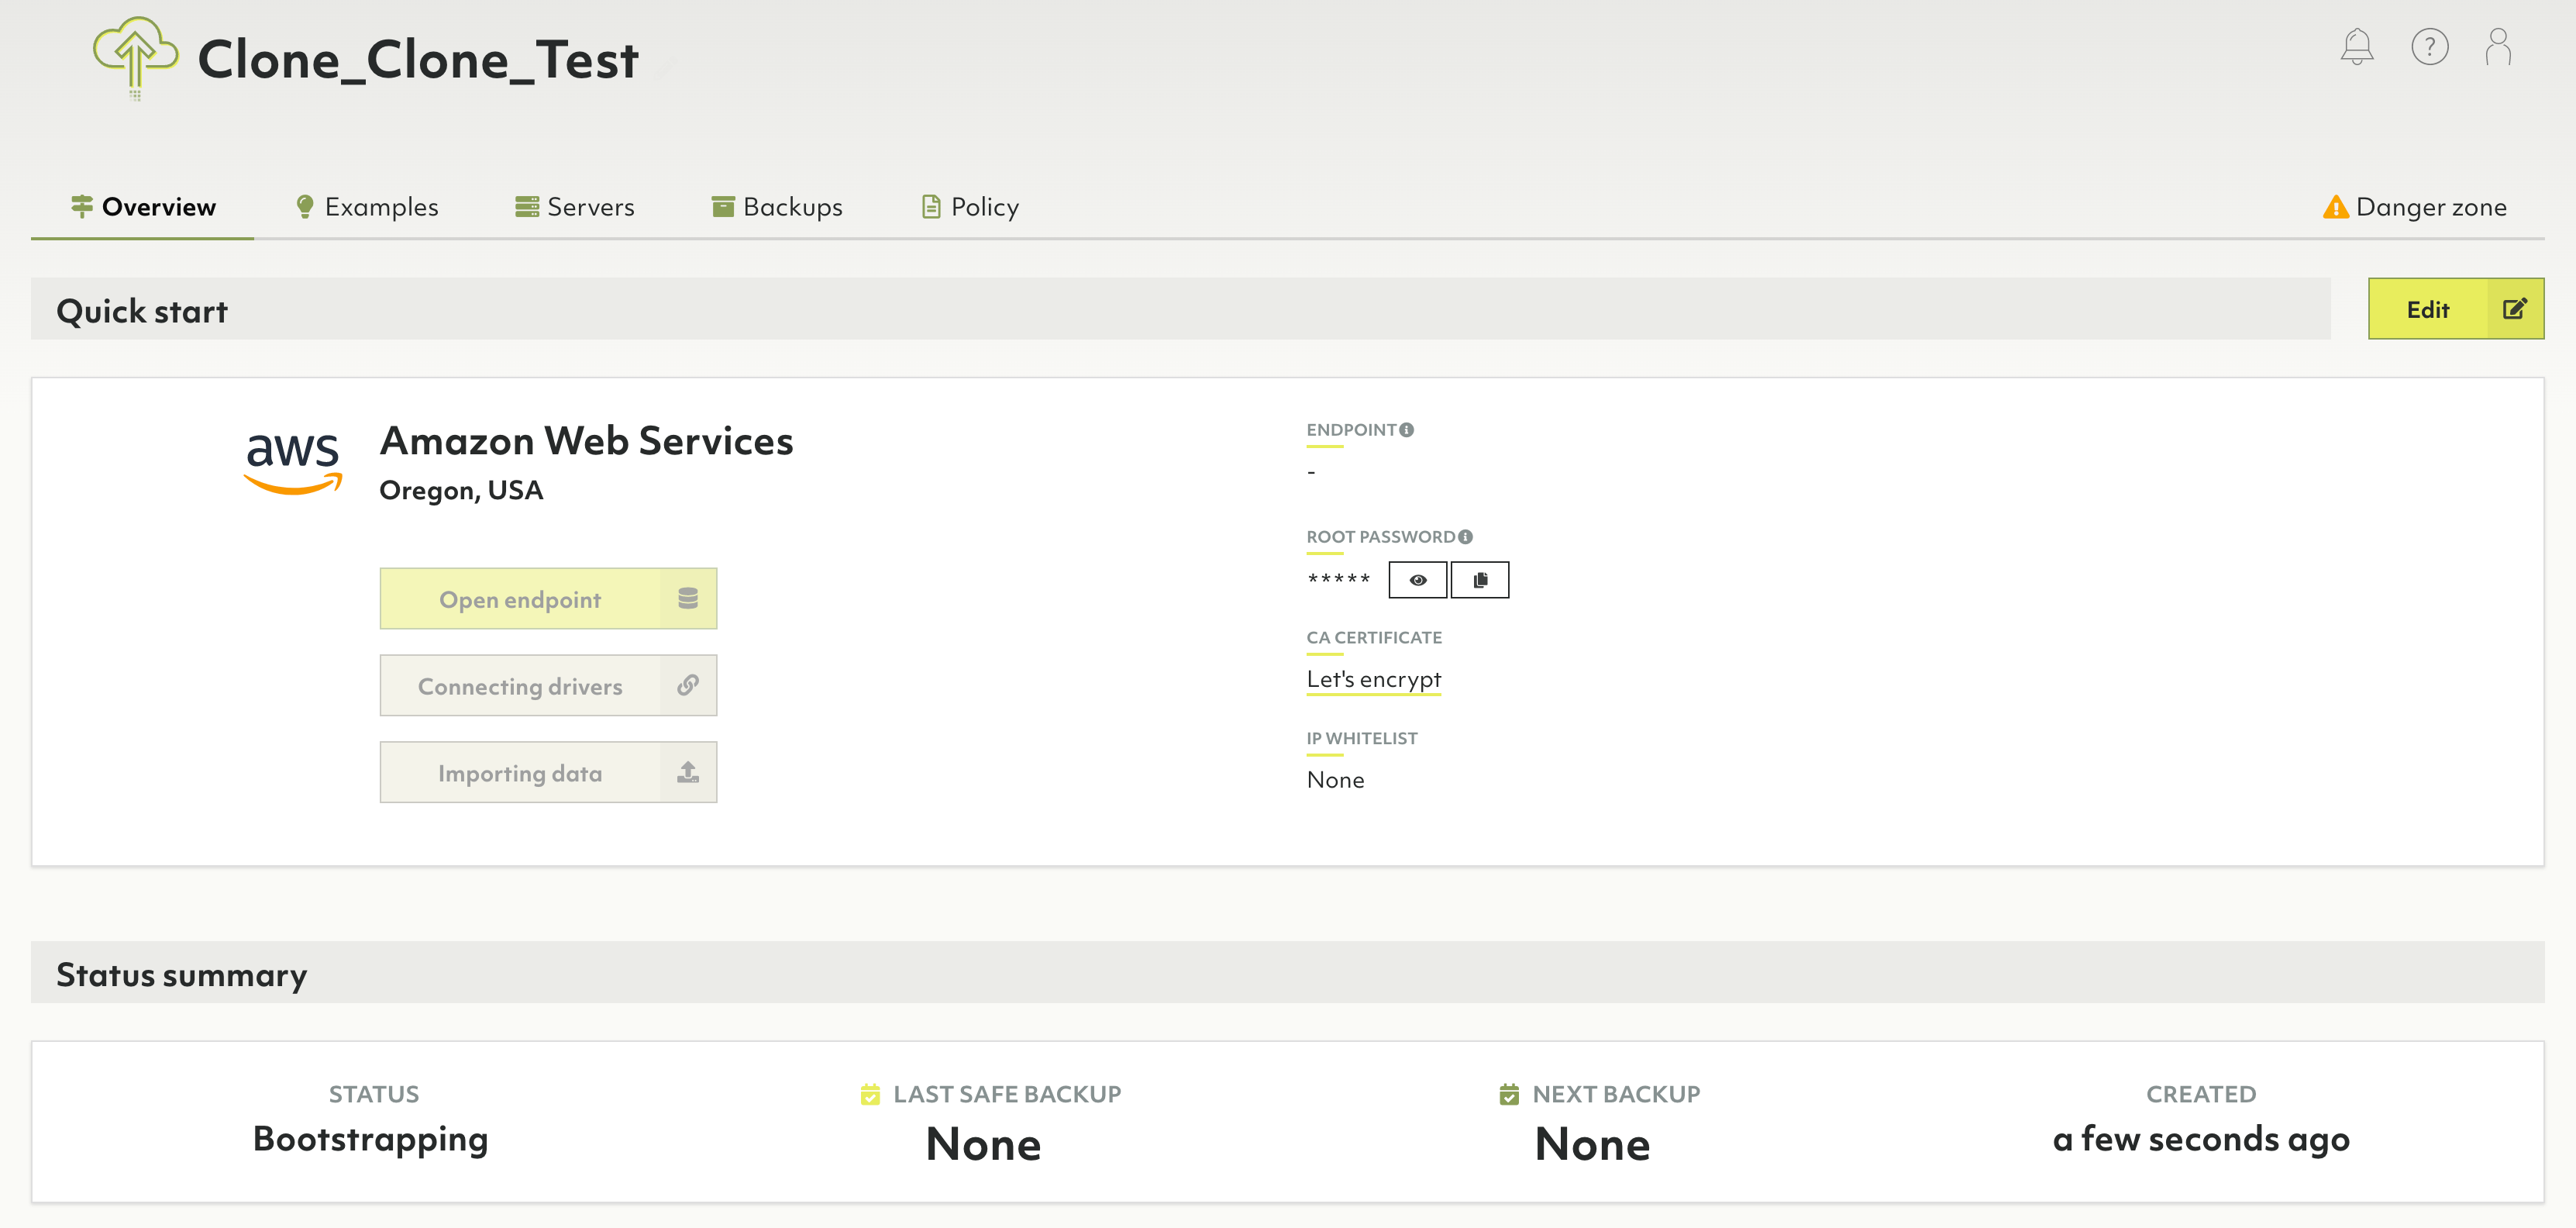 Clone_Clone_Test
?
Overview
Examples
Servers
Backups
Policy
Danger zone
Quick start
Edit
aws
Amazon Web Services
Oregon, USA
Open endpoint
Connecting drivers
Importing data
ENDPOINT
-
ROOT PASSWORD
*****
CA CERTIFICATE
Let's encrypt
IP WHITELIST
None
Status summary
STATUS
Bootstrapping
LAST SAFE BACKUP
None
NEXT BACKUP
None
CREATED
a few seconds ago